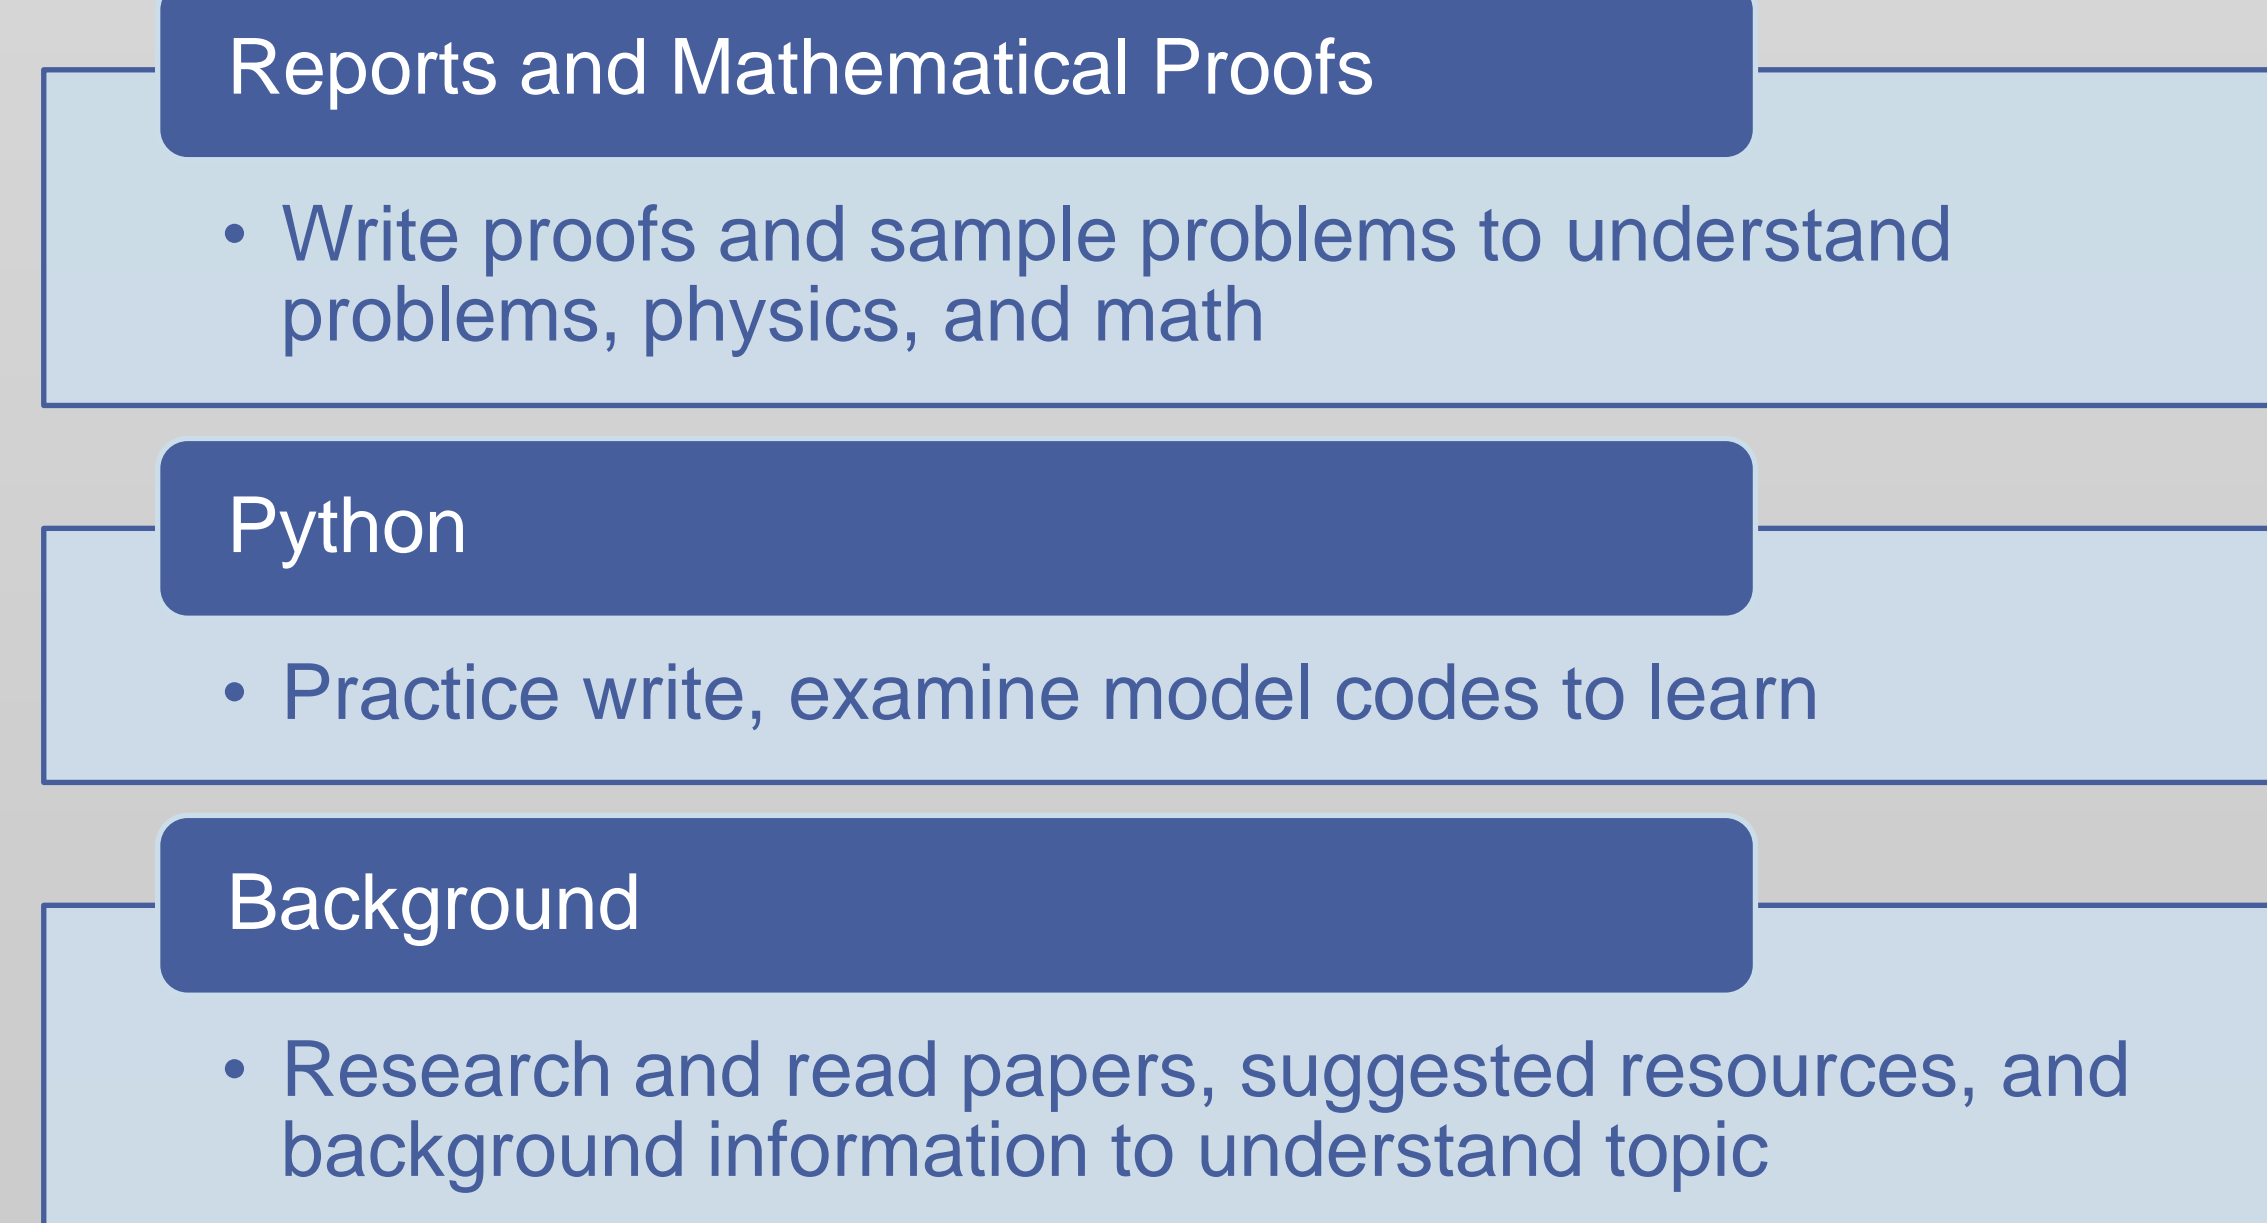 Reports and Mathematical Proofs
• Write proofs and sample problems to understand
problems, physics, and math
Python
• Practice write, examine model codes to learn
Background
• Research and read papers, suggested resources, and
background information to understand topic